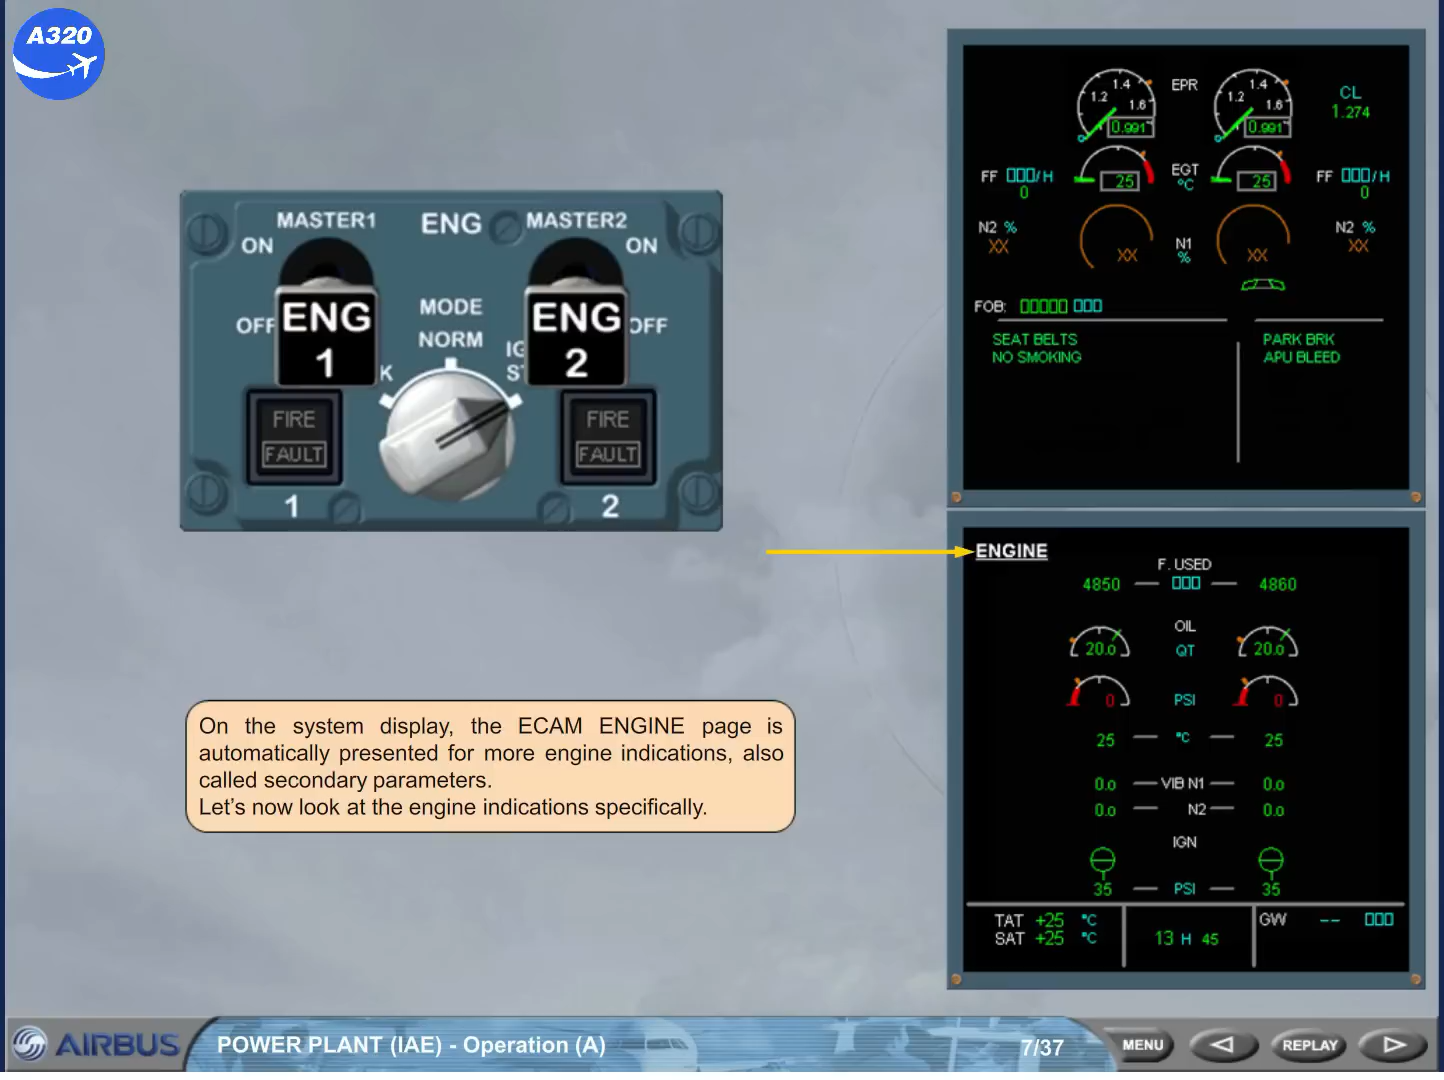 A320
MASTER1 ENG MASTER2
ON ON
OFF ENG 1 MODE NORM ENG 2 OFF
K
FIRE FIRE
FAULT FAULT
1 2
On the system display, the ECAM ENGINE page is
automatically presented for more engine indications, also
called secondary parameters.
Let's now look at the engine indications specifically.
1.4 EPR 1.4 CL
1.2 1.6 1.2 1.6 1.274
0.991 0.991
FF /H 25 EGT 25 FF /H
0 °C 0
N2 % N1 N2 %
XX XX % XX XX
FOB:
SEAT BELTS PARK BRK
NO SMOKING APU BLEED
ENGINE
F. USED
4850 4860
OIL
20.0 QT 20.0
0 PSI 0
25 °C 25
0.0 VIB N1 0.0
0.0 N2 0.0
IGN
35 PSI 35
TAT +25 °C GW --
SAT +25 °C 13 H 45
AIRBUS POWER PLANT (IAE) - Operation (A) 7/37 MENU REPLAY